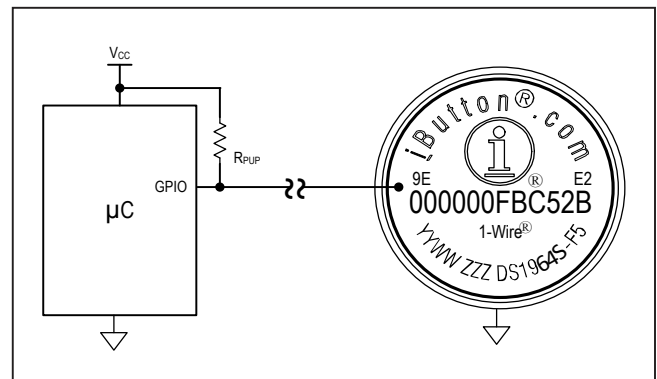 VCC
RPUP
GPIO
µC
iButton®.com
i
®
9E E2
000000FBC52B
1-Wire®
YYWW ZZZ DS1964S-F5